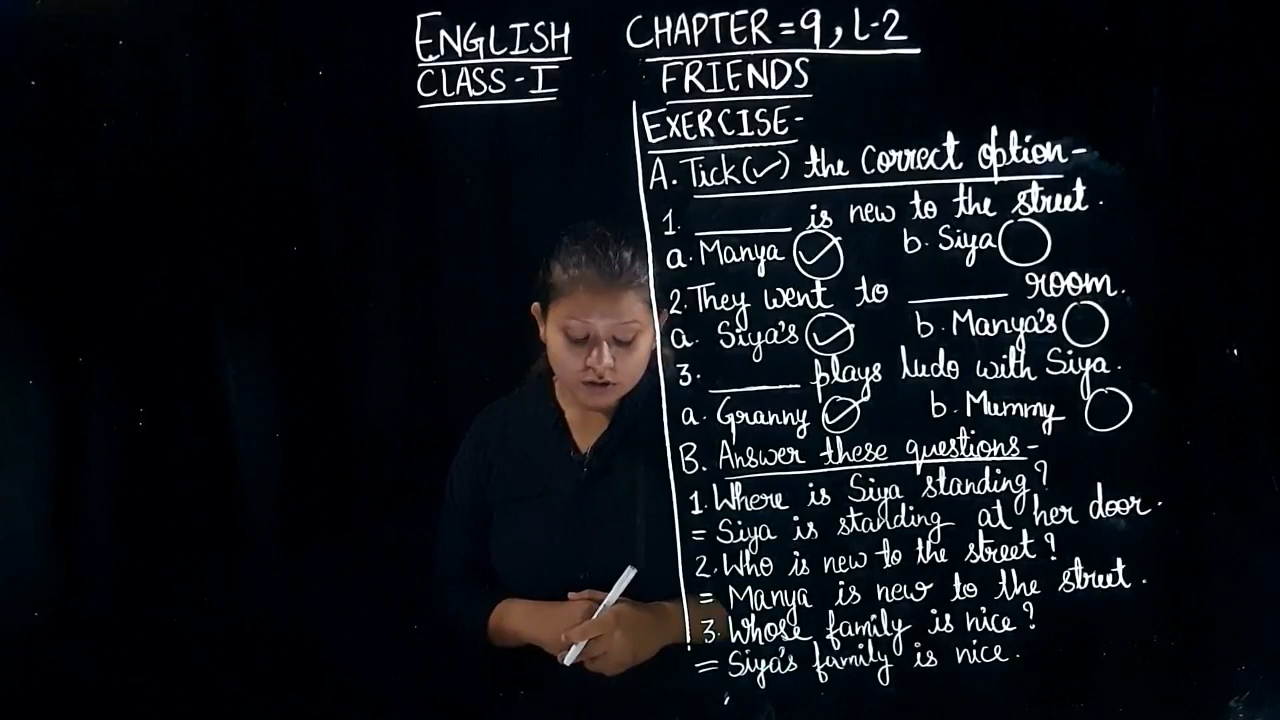 ENGLISH CHAPTER = 9, L-2
CLASS-I FRIENDS
EXERCISE-
A. Tick(✓) the correct option-
1. ______ is new to the street.
a. Manya ✓ b. Siya
2. They went to ______ room.
a. Siya's ✓ b. Manya's
3. ______ plays ludo with Siya.
a. Granny ✓ b. Mummy
B. Answer these questions-
1. Where is Siya standing?
= Siya is standing at her door.
2. Who is new to the street?
= Manya is new to the street.
3. Whose family is nice?
= Siya's family is nice.